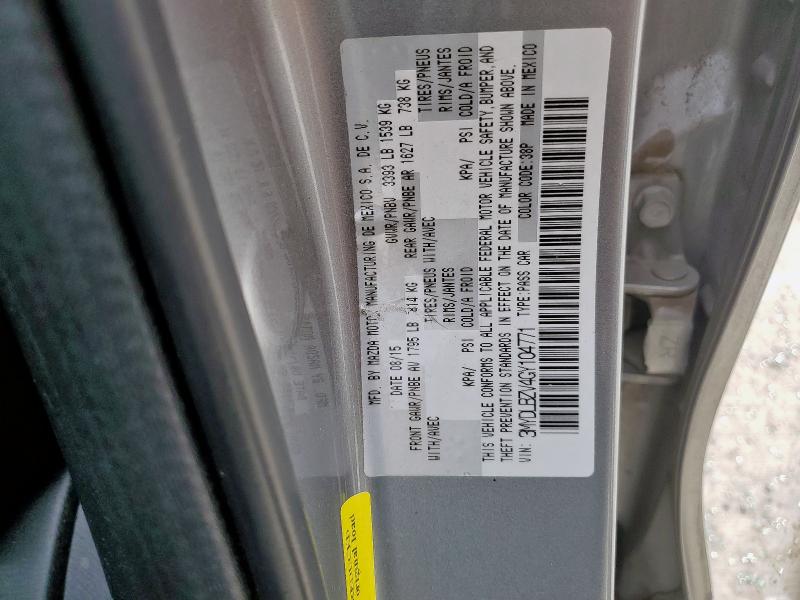 MFD. BY MAZDA MOTOR MANUFACTURING DE MEXICO S.A. DE C.V.
DATE 08/15 GVWR/PNBV 3393 LB 1539 KG
FRONT GAWR/PNBE AV 1795 LB 814 KG REAR GAWR/PNBE AR 1627 LB 738 KG
WITH/AVEC TIRES/PNEUS WITH/AVEC TIRES/PNEUS
RIMS/JANTES RIMS/JANTES
KPA/ PSI COLD/A FROID KPA/ PSI COLD/A FROID
THIS VEHICLE CONFORMS TO ALL APPLICABLE FEDERAL MOTOR VEHICLE SAFETY, BUMPER, AND
THEFT PREVENTION STANDARDS IN EFFECT ON THE DATE OF MANUFACTURE SHOWN ABOVE.
VIN: 3MYDLBZV4GY104771 TYPE:PASS CAR COLOR CODE:38P MADE IN MEXICO
original load